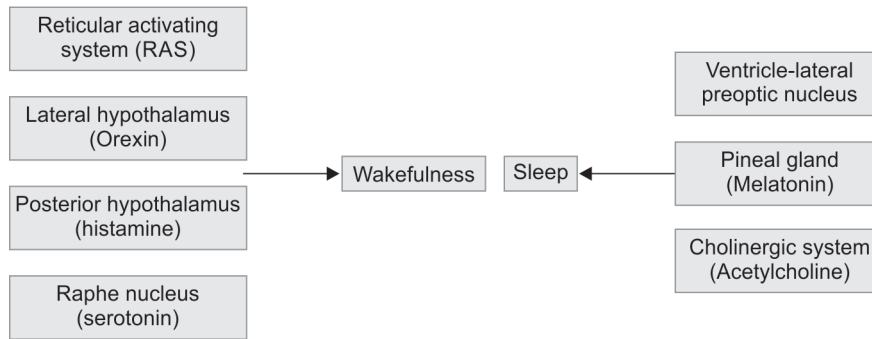 Reticular activating
system (RAS)
Lateral hypothalamus
(Orexin)
Posterior hypothalamus
(histamine)
Raphe nucleus
(serotonin)
Wakefulness
Sleep
Ventricle-lateral
preoptic nucleus
Pineal gland
(Melatonin)
Cholinergic system
(Acetylcholine)